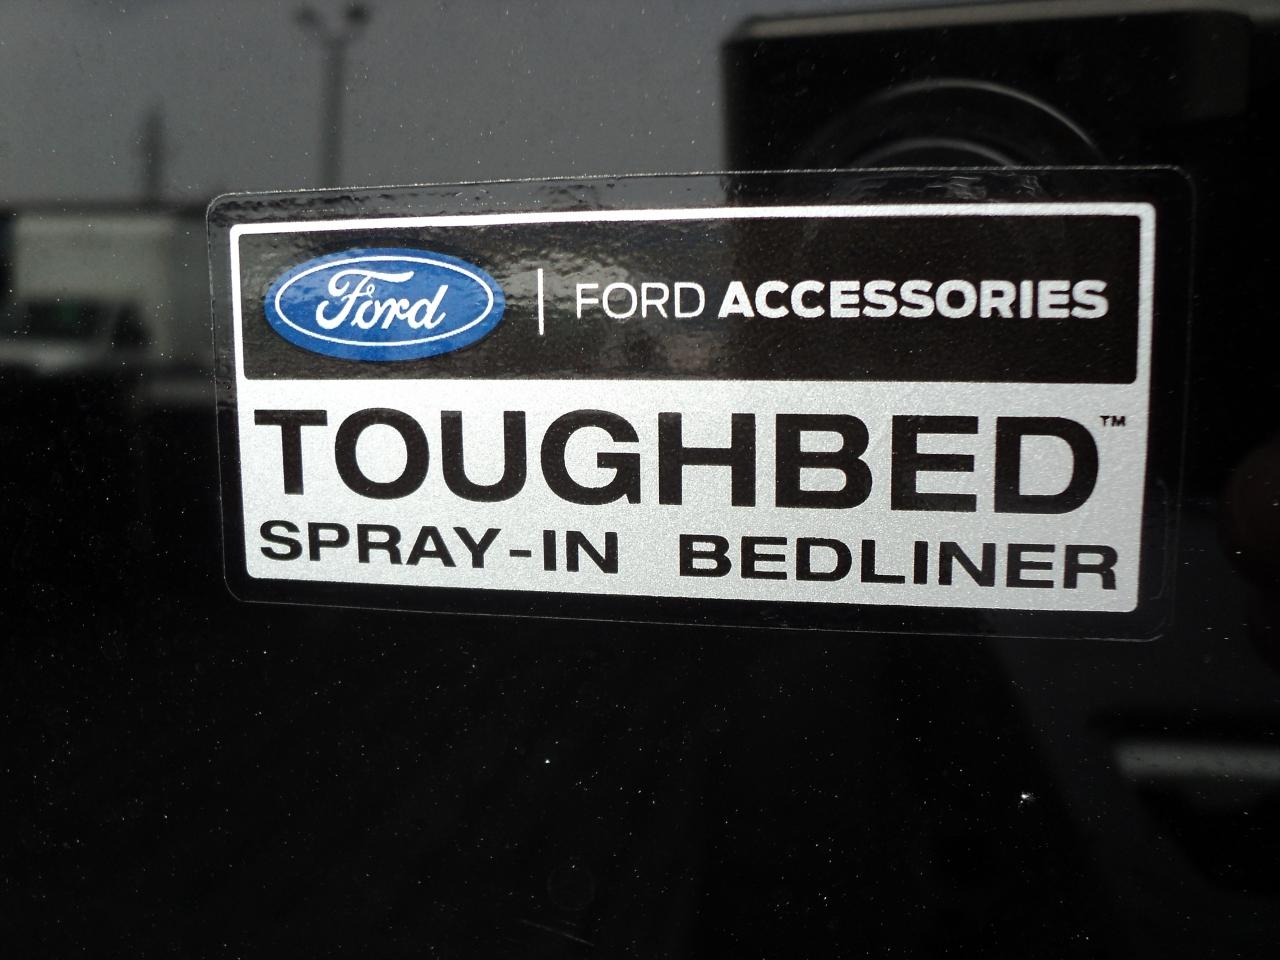 Ford | FORD ACCESSORIES
TOUGHBED™
SPRAY-IN BEDLINER